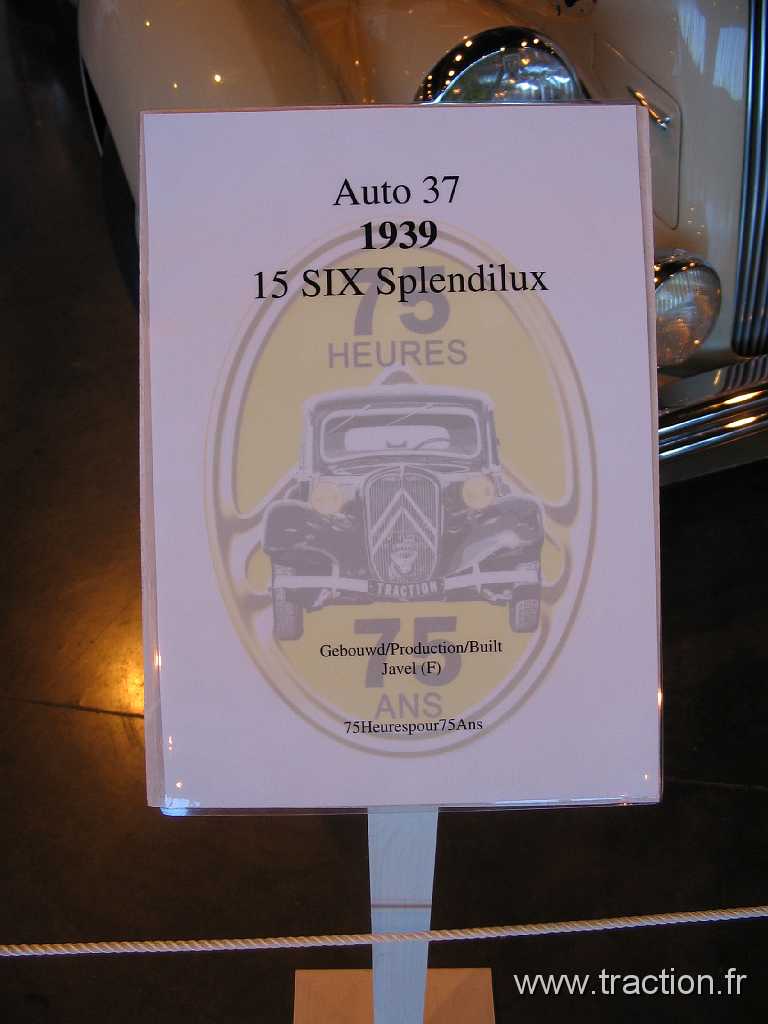 Auto 37
1939
15 SIX Splendilux
75
HEURES
TRACTION
Gebouwd/Production/Built
Javel (F)
75
ANS
75Heurespour75Ans
www.traction.fr